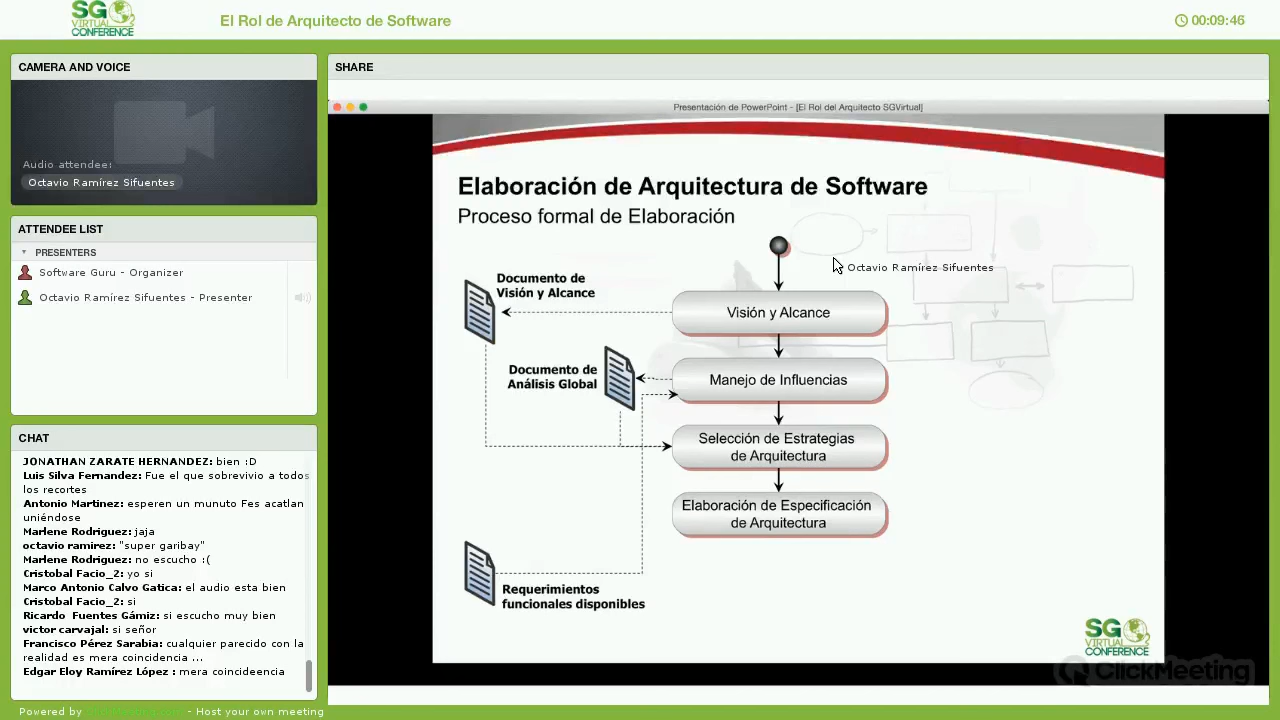 SG
VIRTUAL
CONFERENCE
El Rol de Arquitecto de Software
00:09:46
CAMERA AND VOICE
Audio attendee:
Octavio Ramírez Sifuentes
ATTENDEE LIST
PRESENTERS
Software Guru - Organizer
Octavio Ramírez Sifuentes - Presenter
CHAT
JONATHAN ZARATE HERNANDEZ: bien :D
Luis Silva Fernandez: Fue el que sobrevivio a todos
los recortes
Antonio Martinez: esperen un munuto Fes acatlan
uniéndose
Marlene Rodriguez: jaja
octavio ramirez: "super garibay"
Marlene Rodriguez: no escucho :(
Cristobal Facio_2: yo si
Marco Antonio Calvo Gatica: el audio esta bien
Cristobal Facio_2: si
Ricardo Fuentes Gámiz: si escucho muy bien
victor carvajal: si señor
Francisco Pérez Sarabia: cualquier parecido con la
realidad es mera coincidencia ...
Edgar Eloy Ramírez López : mera coincideencia
Powered by - Host your own meeting
SHARE
Presentación de PowerPoint - [El Rol del Arquitecto SGVirtual]
Elaboración de Arquitectura de Software
Proceso formal de Elaboración
Octavio Ramírez Sifuentes
Documento de
Visión y Alcance
Visión y Alcance
Documento de
Análisis Global
Manejo de Influencias
Selección de Estrategias
de Arquitectura
Elaboración de Especificación
de Arquitectura
Requerimientos
funcionales disponibles
SG
VIRTUAL
CONFERENCE
ClickMeeting